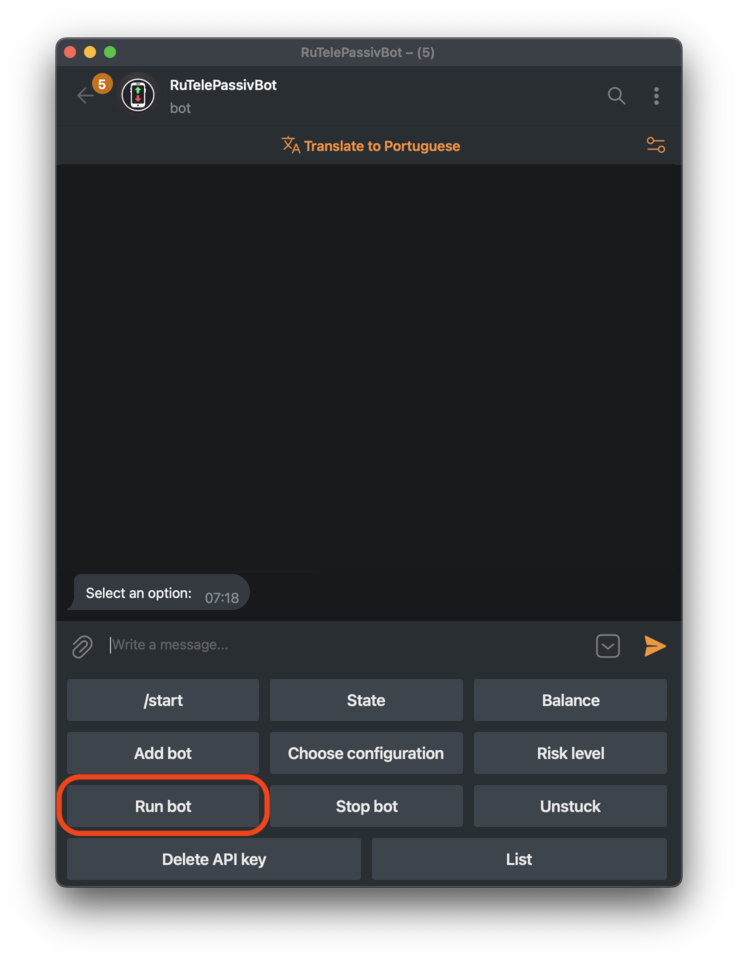 RuTelePassivBot – (5)
5
RuTelePassivBot
bot
Translate to Portuguese
Select an option: 07:18
Write a message...
/start State Balance
Add bot Choose configuration Risk level
Run bot Stop bot Unstuck
Delete API key List